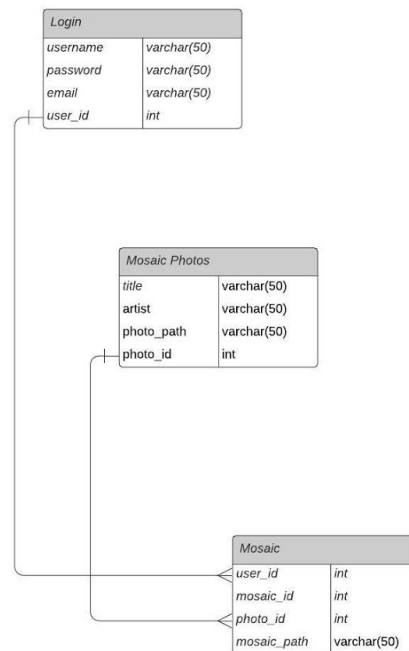 Login
username varchar(50)
password varchar(50)
email varchar(50)
user_id int
Mosaic Photos
title varchar(50)
artist varchar(50)
photo_path varchar(50)
photo_id int
Mosaic
user_id int
mosaic_id int
photo_id int
mosaic_path varchar(50)